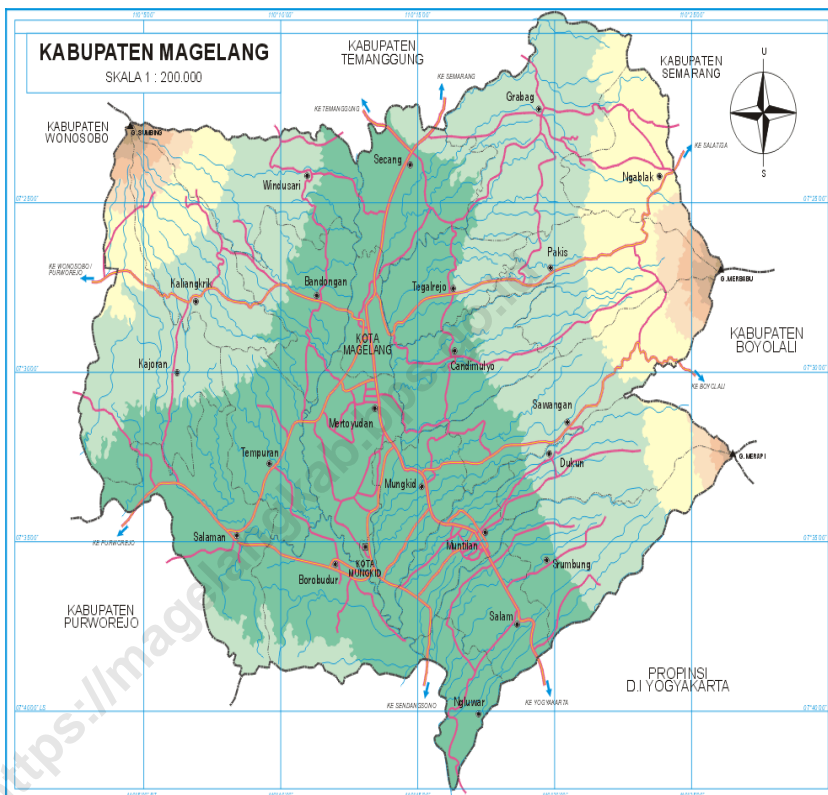 KABUPATEN MAGELANG
SKALA 1 : 200.000
KABUPATEN
TEMANGGUNG
KABUPATEN
SEMARANG
U
S
KE TEMANGGUNG
KE SEMARANG
KE SALATIGA
KABUPATEN
WONOSOBO
G. SUMBING
Grabag
Secang
Windusari
Ngablak
KE WONOSOBO /
PURWOREJO
Kaliangkrik
Bandongan
Tegalrejo
Pakis
G. MERBABU
KOTA
MAGELANG
KABUPATEN
BOYOLALI
Kajoran
Candimulyo
KE BOYOLALI
Mertoyudan
Sawangan
Tempuran
Dukun
G. MERAPI
Mungkid
Salaman
KE PURWOREJO
Muntilan
KOTA
MUNGKID
Borobudur
Srumbung
KABUPATEN
PURWOREJO
Salam
PROPINSI
D.I YOGYAKARTA
Ngluwar
KE SENDANGSONO
KE YOGYAKARTA